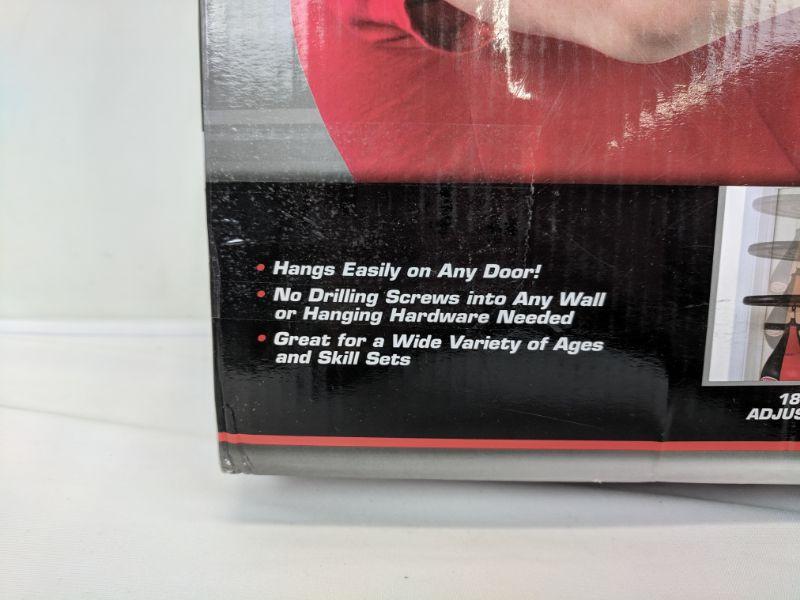 • Hangs Easily on Any Door!
• No Drilling Screws into Any Wall
or Hanging Hardware Needed
• Great for a Wide Variety of Ages
and Skill Sets
18
ADJUS